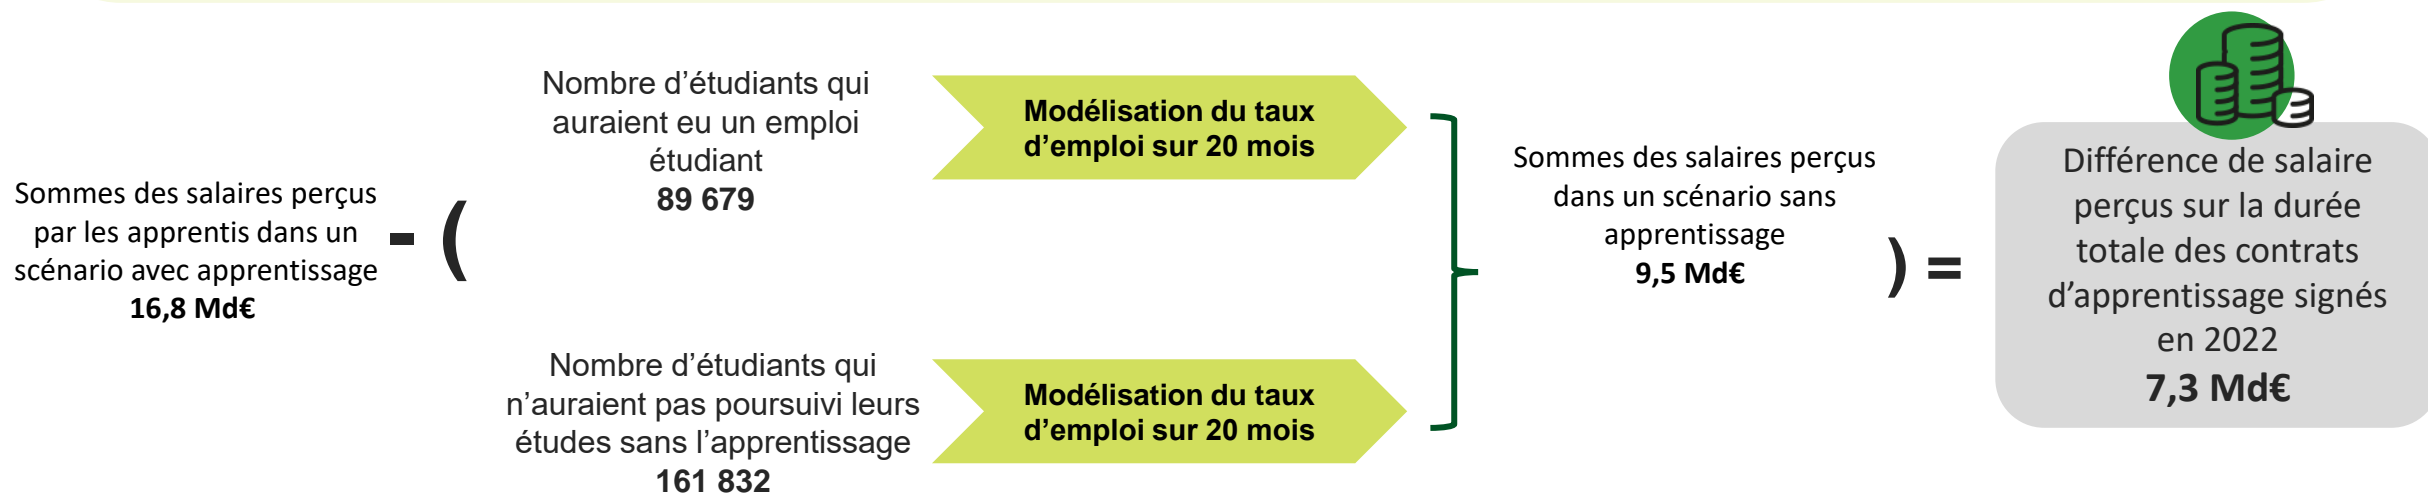 Sommes des salaires perçus
par les apprentis dans un
scénario avec apprentissage
16,8 Md€
- (
Nombre d’étudiants qui
auraient eu un emploi
étudiant
89 679
Modélisation du taux
d’emploi sur 20 mois
Nombre d’étudiants qui
n’auraient pas poursuivi leurs
études sans l’apprentissage
161 832
Modélisation du taux
d’emploi sur 20 mois
Sommes des salaires perçus
dans un scénario sans
apprentissage
9,5 Md€
) =
Différence de salaire
perçus sur la durée
totale des contrats
d’apprentissage signés
en 2022
7,3 Md€